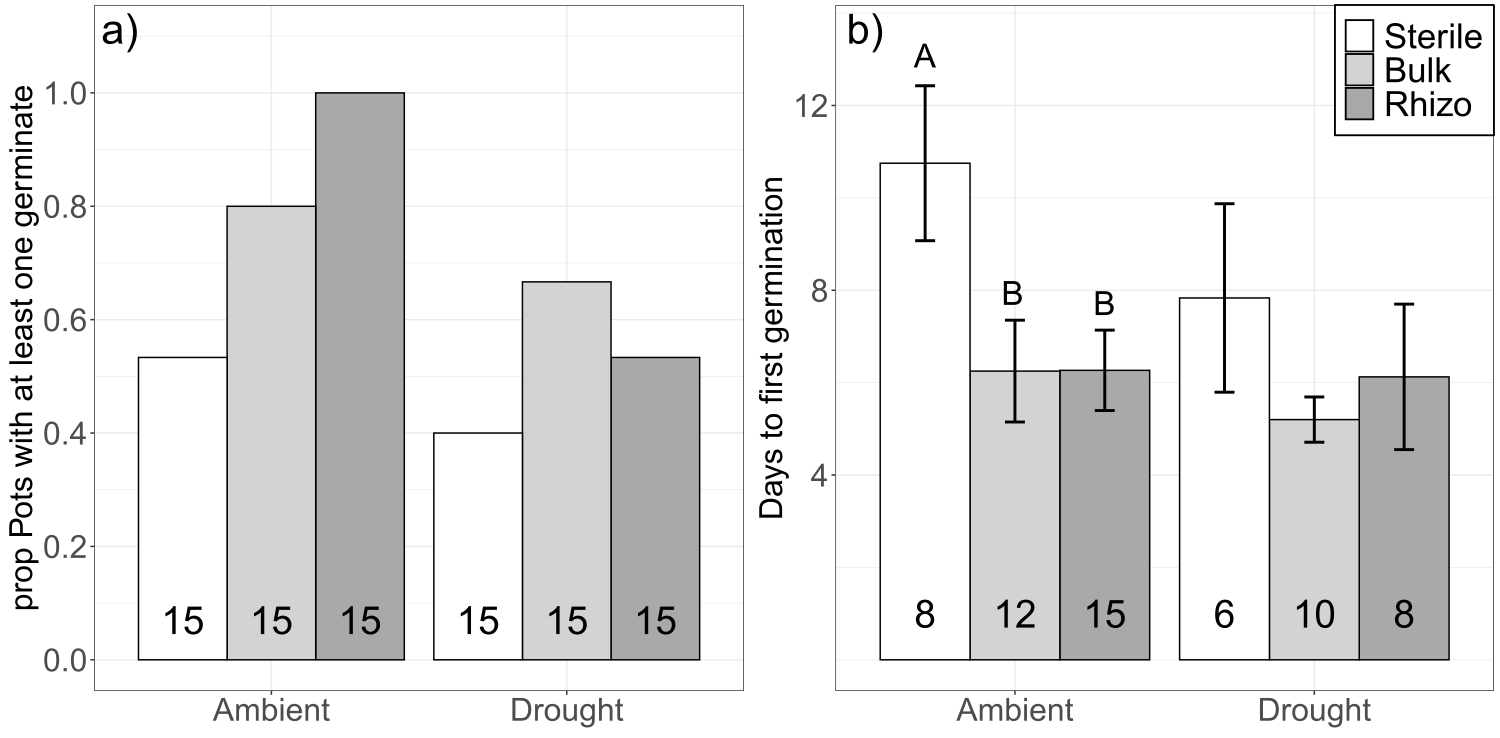 a)
prop Pots with at least one germinate
1.0
0.8
0.6
0.4
0.2
0.0
15 15 15 15 15 15
Ambient Drought
b)
Sterile
Bulk
Rhizo
Days to first germination
12
8
4
A
B B
8 12 15 6 10 8
Ambient Drought